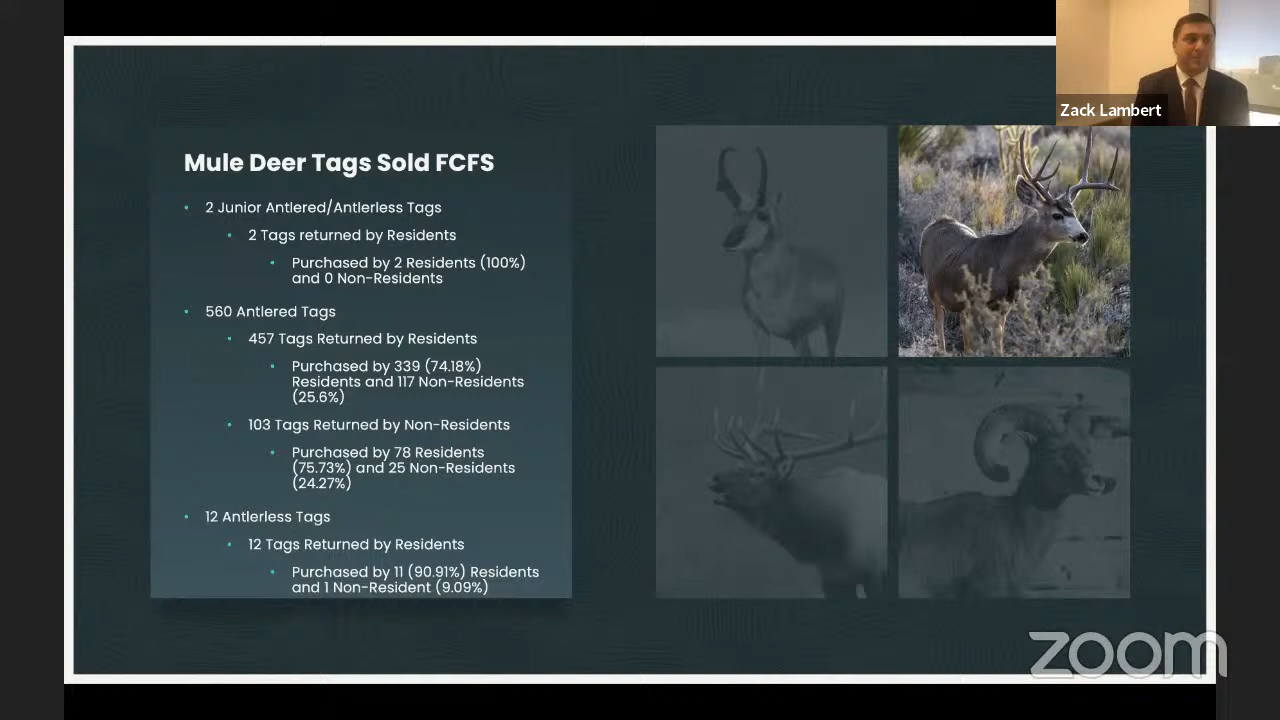 Zack Lambert
Mule Deer Tags Sold FCFS
• 2 Junior Antlered/Antlerless Tags
• 2 Tags returned by Residents
• Purchased by 2 Residents (100%)
and 0 Non-Residents
• 560 Antlered Tags
• 457 Tags Returned by Residents
• Purchased by 339 (74.18%)
Residents and 117 Non-Residents
(25.6%)
• 103 Tags Returned by Non-Residents
• Purchased by 78 Residents
(75.73%) and 25 Non-Residents
(24.27%)
• 12 Antlerless Tags
• 12 Tags Returned by Residents
• Purchased by 11 (90.91%) Residents
and 1 Non-Resident (9.09%)
zoom